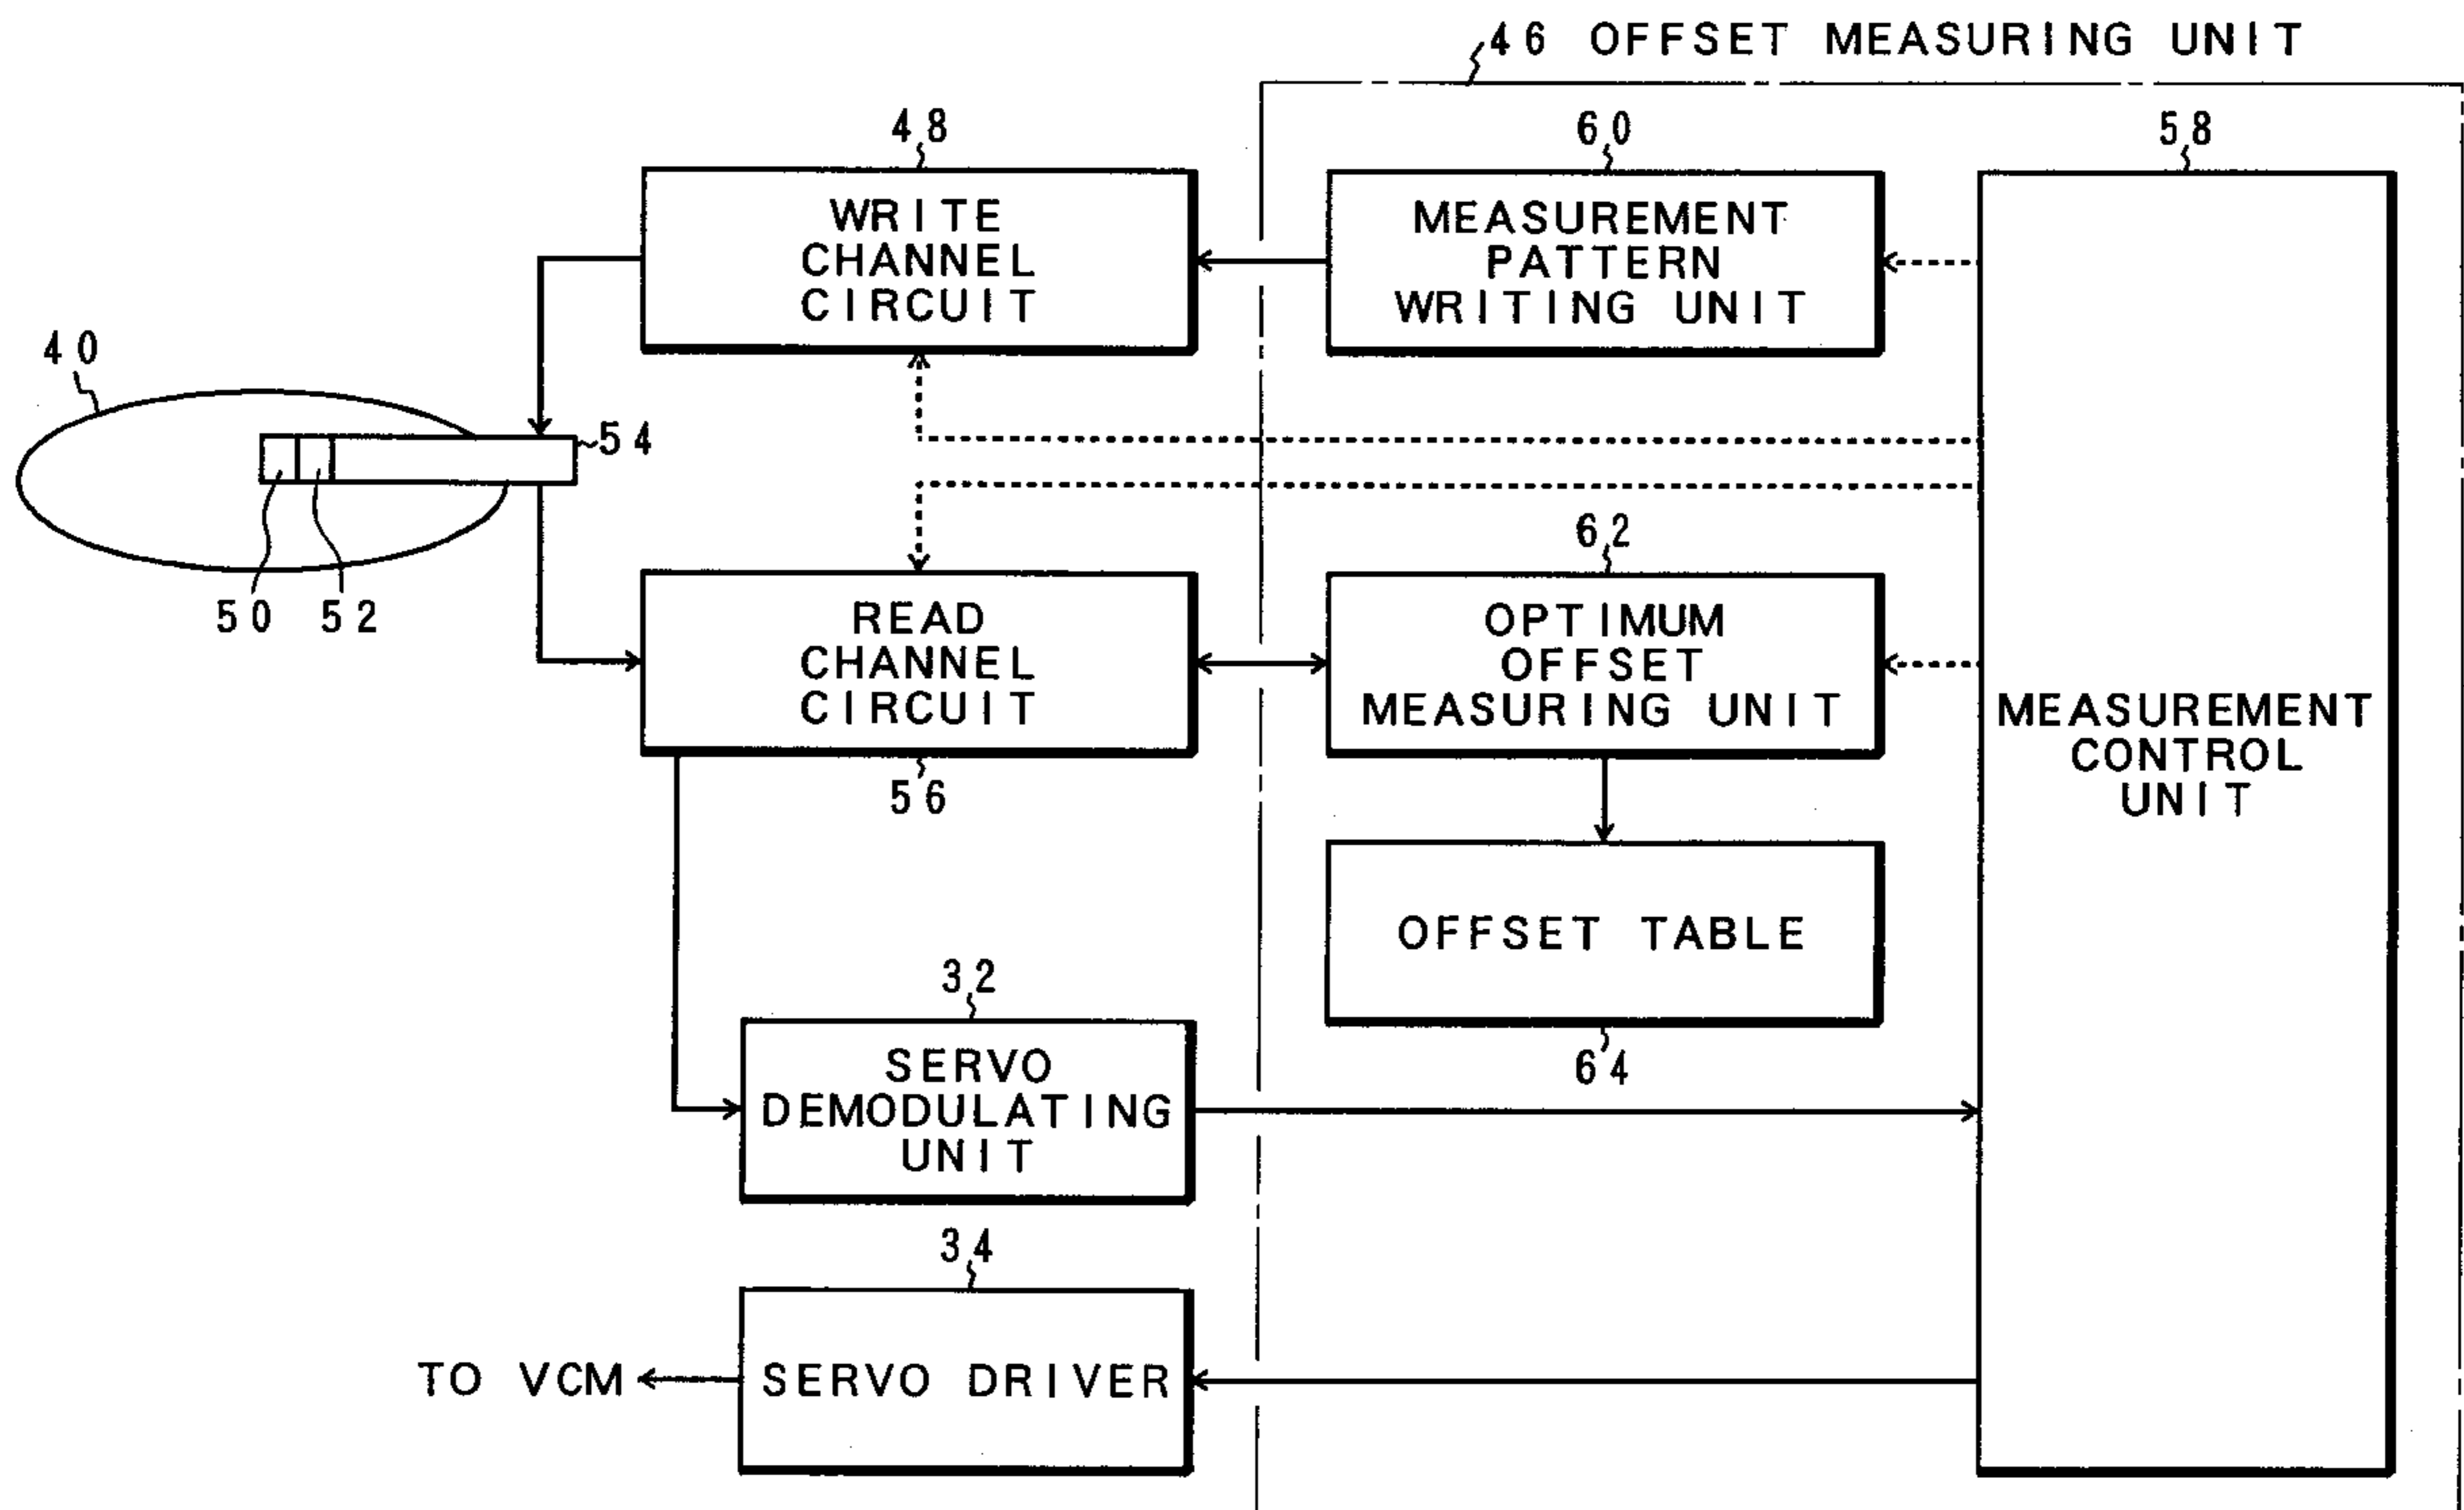 46 OFFSET MEASURING UNIT
48
60
58
WRITE
CHANNEL
CIRCUIT
MEASUREMENT
PATTERN
WRITING UNIT
40
54
50
52
62
READ
CHANNEL
CIRCUIT
OPTIMUM
OFFSET
MEASURING UNIT
MEASUREMENT
CONTROL
UNIT
56
OFFSET TABLE
64
32
SERVO
DEMODULATING
UNIT
34
TO VCM
SERVO DRIVER